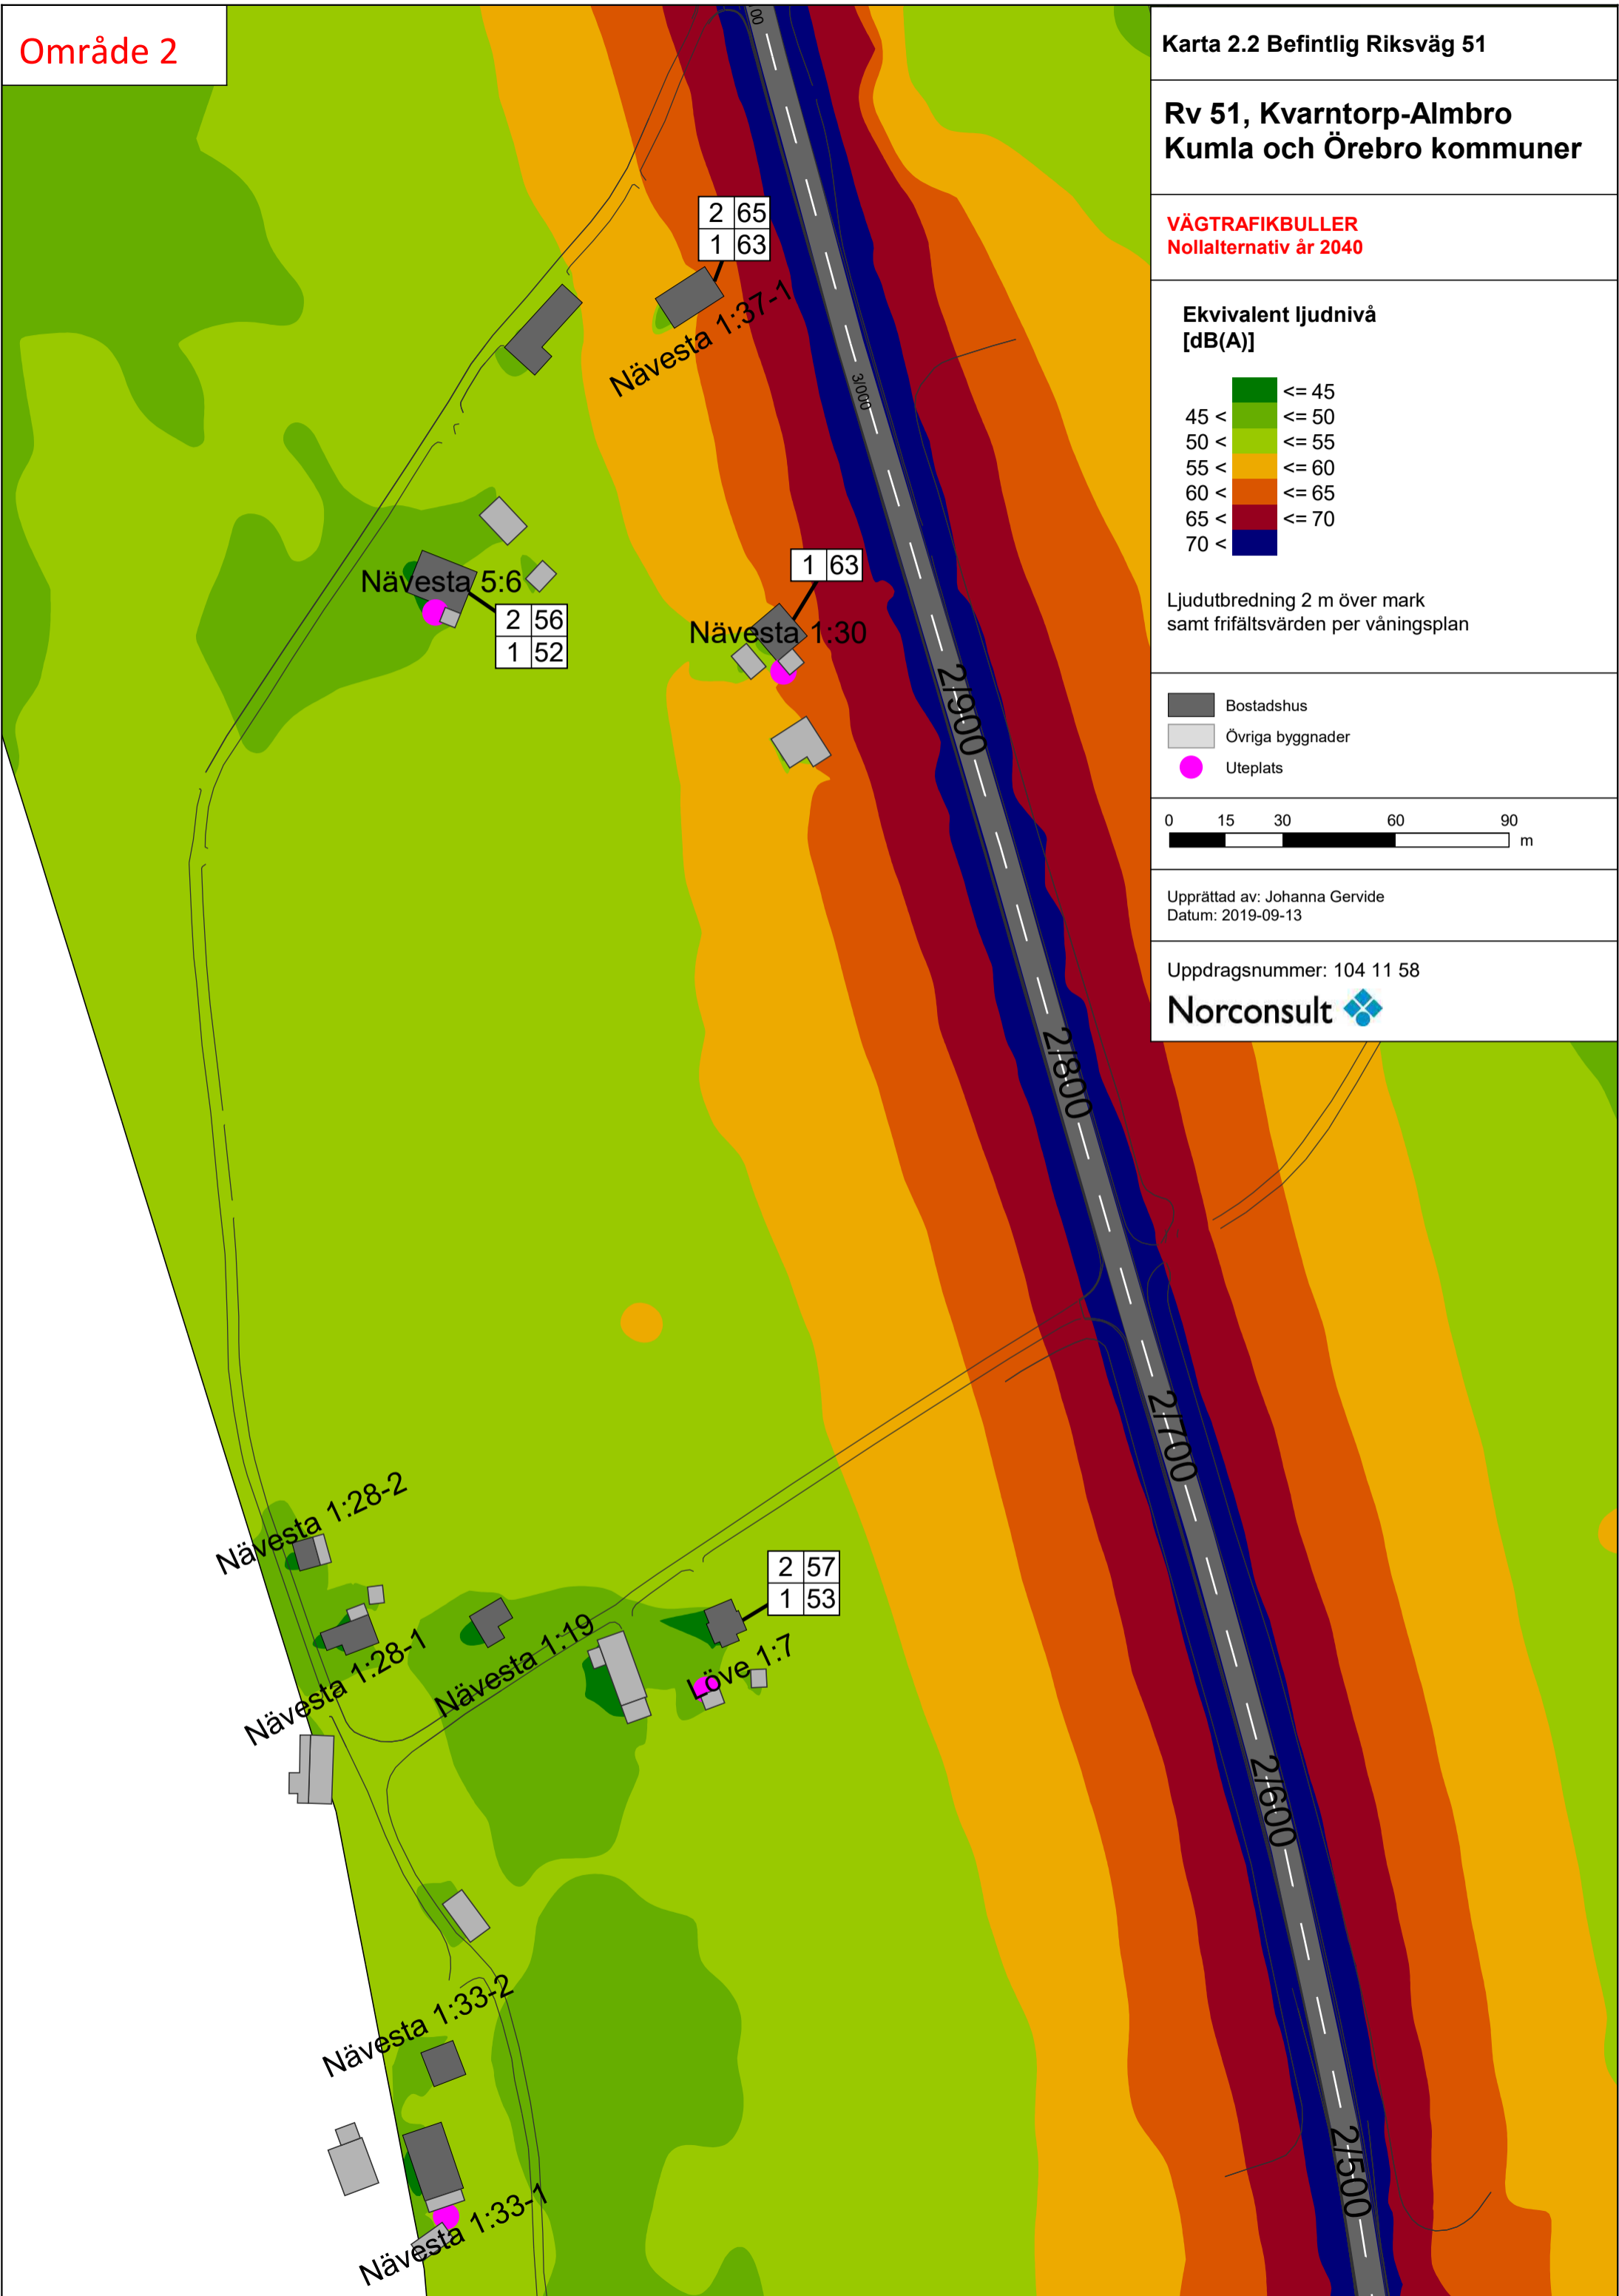 Område 2
Karta 2.2 Befintlig Riksväg 51
Rv 51, Kvarntorp-Almbro
Kumla och Örebro kommuner
VÄGTRAFIKBULLER
Nollalternativ år 2040
Ekvivalent ljudnivå
[dB(A)]
<= 45
45 < <= 50
50 < <= 55
55 < <= 60
60 < <= 65
65 < <= 70
70 <
Ljudutbredning 2 m över mark
samt frifältsvärden per våningsplan
Bostadshus
Övriga byggnader
Uteplats
0 15 30 60 90
m
Upprättad av: Johanna Gervide
Datum: 2019-09-13
Uppdragsnummer: 104 11 58
Norconsult
00
2 65
1 63
Nävesta 1:37-1
3/000
1 63
Nävesta 5:6
2 56
1 52
Nävesta 1:30
2/900
2/800
2/700
Nävesta 1:28-2
2 57
1 53
Nävesta 1:28-1
Nävesta 1:19
Löve 1:7
2/600
Nävesta 1:33-2
2/500
Nävesta 1:33-1